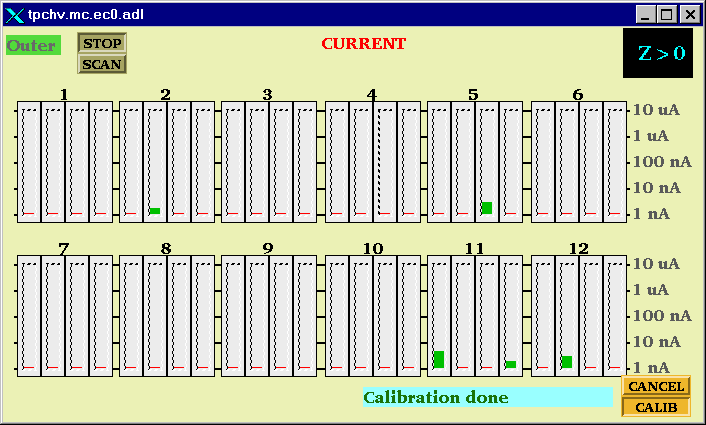 tpchv.mc.ec0.adl
Outer
STOP
SCAN
CURRENT
Z > 0
1 2 3 4 5 6
10 uA
1 uA
100 nA
10 nA
1 nA
7 8 9 10 11 12
10 uA
1 uA
100 nA
10 nA
1 nA
Calibration done
CANCEL
CALIB